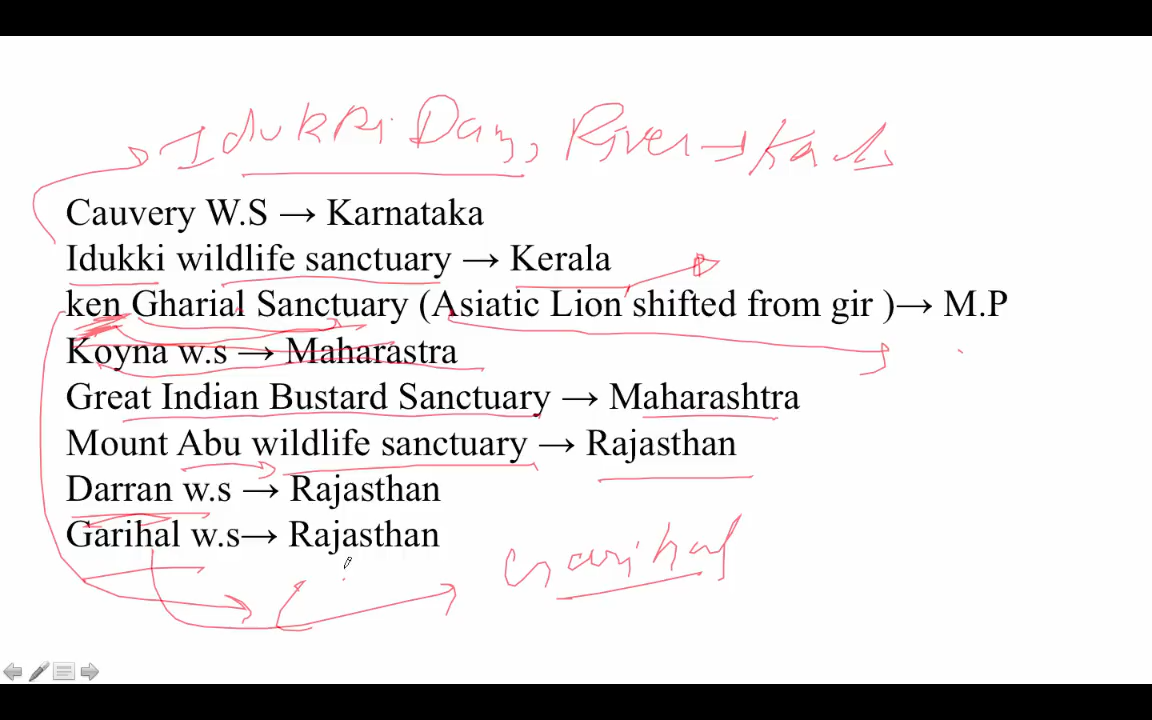 Idukki Dam, River →
Cauvery W.S → Karnataka
Idukki wildlife sanctuary → Kerala
ken Gharial Sanctuary (Asiatic Lion shifted from gir )→ M.P
Koyna w.s → Maharastra
Great Indian Bustard Sanctuary → Maharashtra
Mount Abu wildlife sanctuary → Rajasthan
Darran w.s → Rajasthan
Garihal w.s→ Rajasthan
Garihal